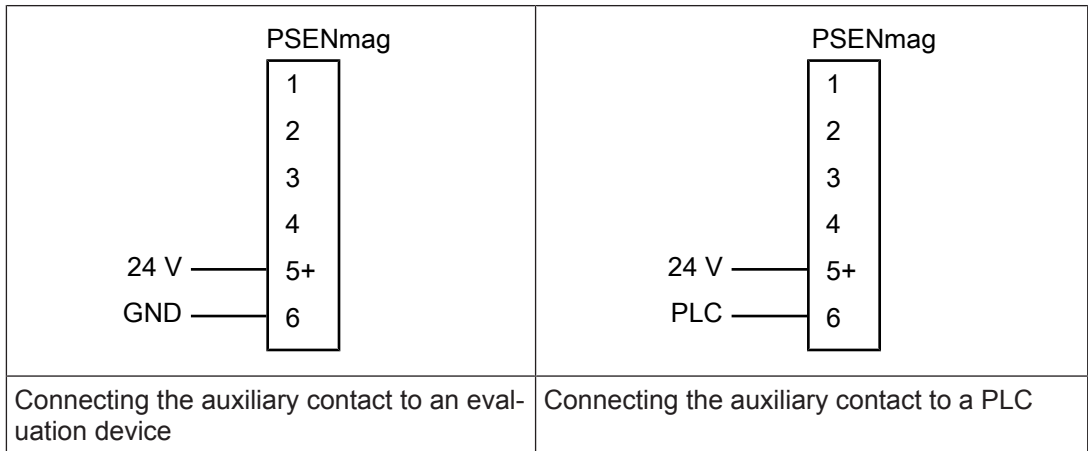 PSENmag
1
2
3
4
24 V 5+
GND 6
Connecting the auxiliary contact to an eval-
uation device
PSENmag
1
2
3
4
24 V 5+
PLC 6
Connecting the auxiliary contact to a PLC